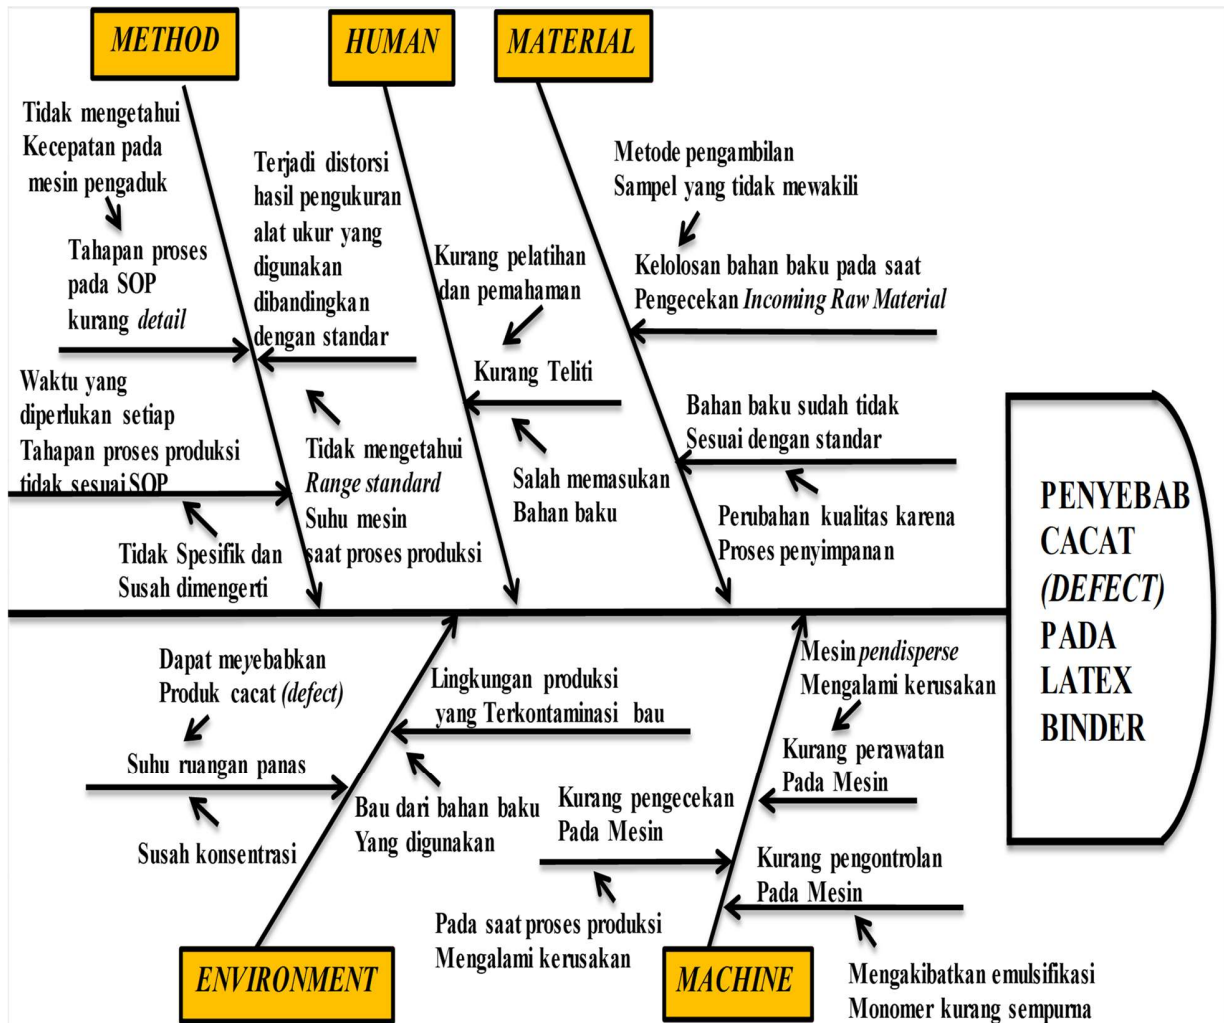 METHOD
HUMAN
MATERIAL
Tidak mengetahui
Kecepatan pada
mesin pengaduk
Tahapan proses
pada SOP
kurang detail
Terjadi distorsi
hasil pengukuran
alat ukur yang
digunakan
dibandingkan
dengan standar
Waktu yang
diperlukan setiap
Tahapan proses produksi
tidak sesuai SOP
Tidak Spesifik dan
Susah dimengerti
Tidak mengetahui
Range standard
Suhu mesin
saat proses produksi
Kurang pelatihan
dan pemahaman
Kurang Teliti
Salah memasukan
Bahan baku
Metode pengambilan
Sampel yang tidak mewakili
Kelolosan bahan baku pada saat
Pengecekan Incoming Raw Material
Bahan baku sudah tidak
Sesuai dengan standar
Perubahan kualitas karena
Proses penyimpanan
PENYEBAB
CACAT
(DEFECT)
PADA
LATEX
BINDER
Dapat meyebabkan
Produk cacat (defect)
Suhu ruangan panas
Susah konsentrasi
Lingkungan produksi
yang Terkontaminasi bau
Bau dari bahan baku
Yang digunakan
Mesin pendisperse
Mengalami kerusakan
Kurang perawatan
Pada Mesin
Kurang pengecekan
Pada Mesin
Pada saat proses produksi
Mengalami kerusakan
Kurang pengontrolan
Pada Mesin
Mengakibatkan emulsifikasi
Monomer kurang sempurna
ENVIRONMENT
MACHINE